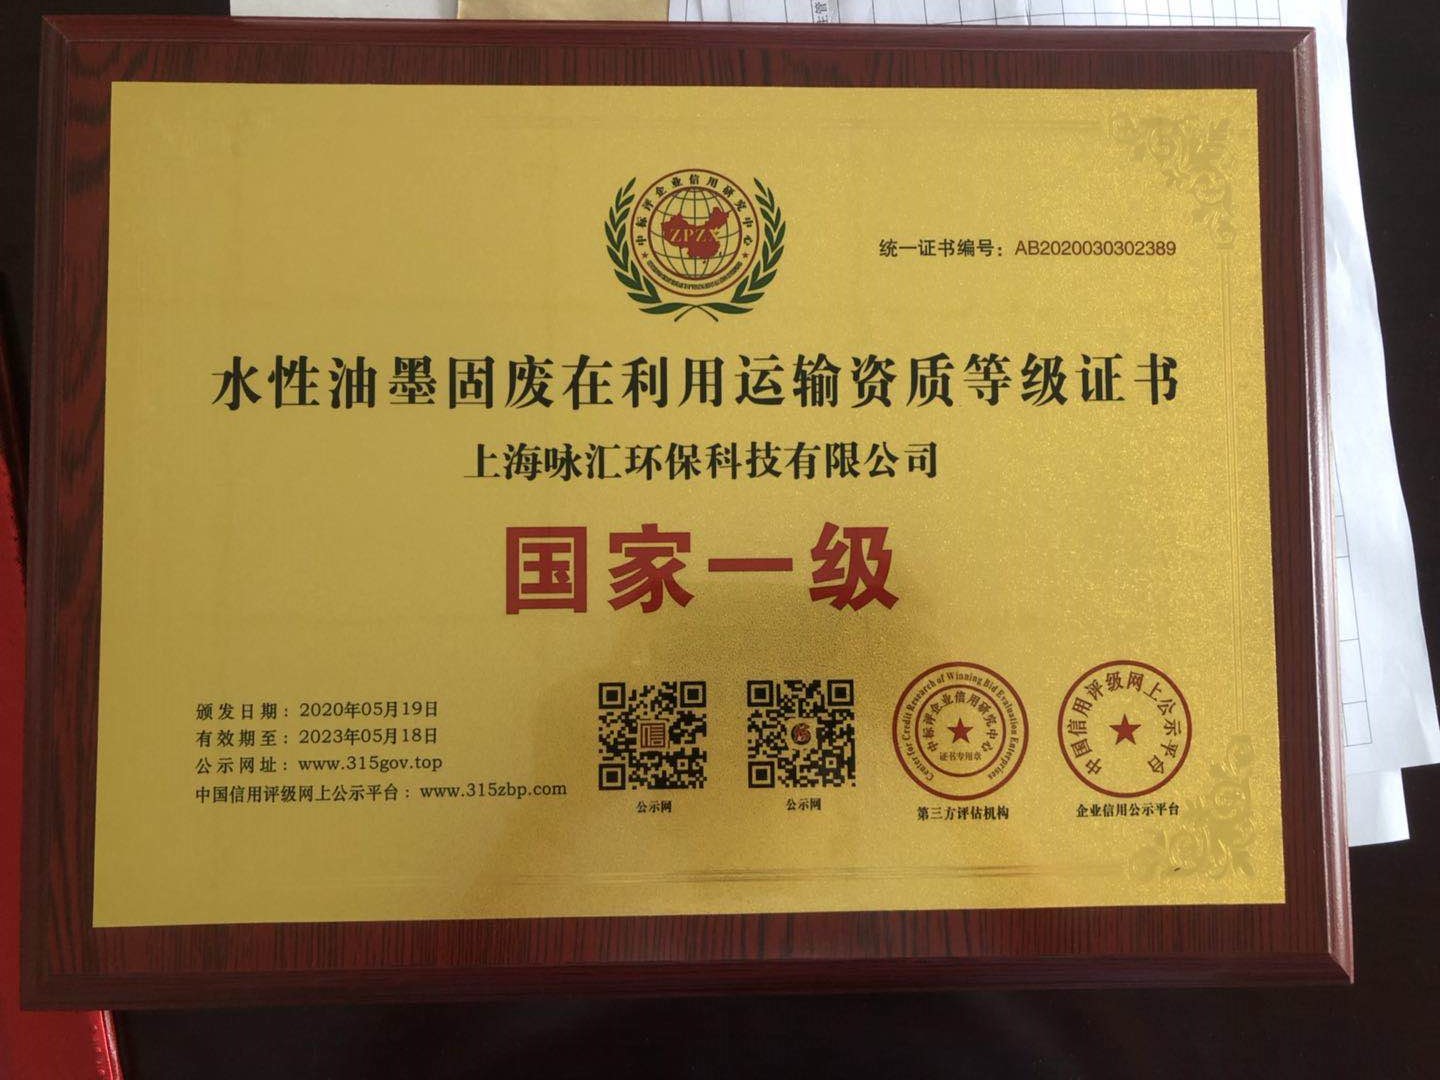 主管
中标评企业信用研究中心
ZPZX
统一证书编号：AB2020030302389
水性油墨固废在利用运输资质等级证书
上海咏汇环保科技有限公司
国家一级
颁发日期：2020年05月19日
有效期至：2023年05月18日
公示网址：www.315gov.top
中国信用评级网上公示平台：www.315zbp.com
公示网
公示网
Center for Credit Research of Winning Bid Evaluation Enterprises
中标评企业信用研究中心
证书专用章
第三方评估机构
中国信用评级网上公示平台
企业信用公示平台